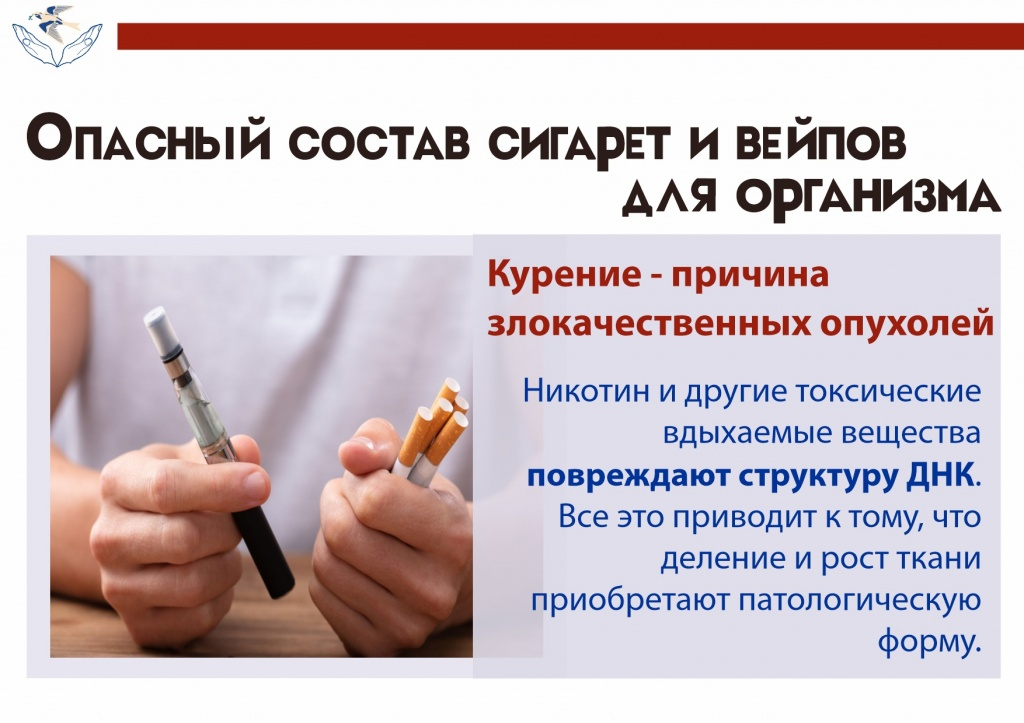 Опасный состав сигарет и вейпов
для организма
Курение - причина
злокачественных опухолей
Никотин и другие токсические
вдыхаемые вещества
повреждают структуру ДНК.
Все это приводит к тому, что
деление и рост ткани
приобретают патологическую
форму.